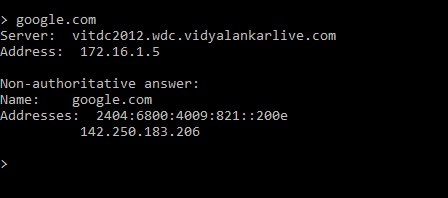 > google.com
Server:  vitdc2012.wdc.vidyalankarlive.com
Address:  172.16.1.5
Non-authoritative answer:
Name:    google.com
Addresses:  2404:6800:4009:821::200e
          142.250.183.206
>